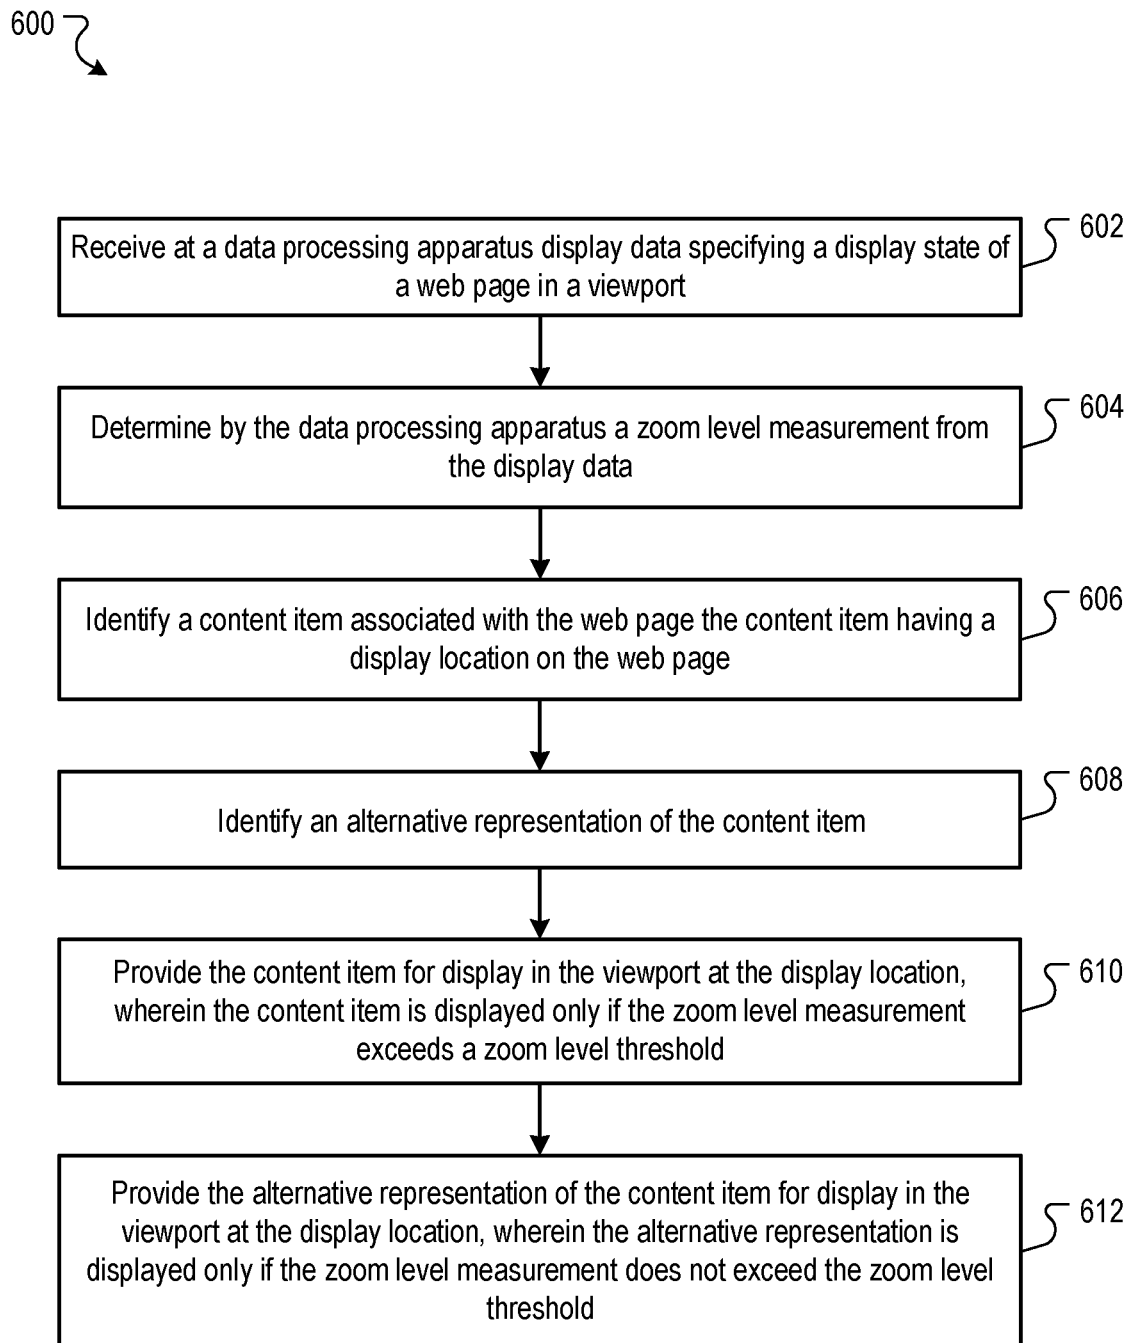 600
Receive at a data processing apparatus display data specifying a display state of
a web page in a viewport
602
Determine by the data processing apparatus a zoom level measurement from
the display data
604
Identify a content item associated with the web page the content item having a
display location on the web page
606
Identify an alternative representation of the content item
608
Provide the content item for display in the viewport at the display location,
wherein the content item is displayed only if the zoom level measurement
exceeds a zoom level threshold
610
Provide the alternative representation of the content item for display in the
viewport at the display location, wherein the alternative representation is
displayed only if the zoom level measurement does not exceed the zoom level
threshold
612